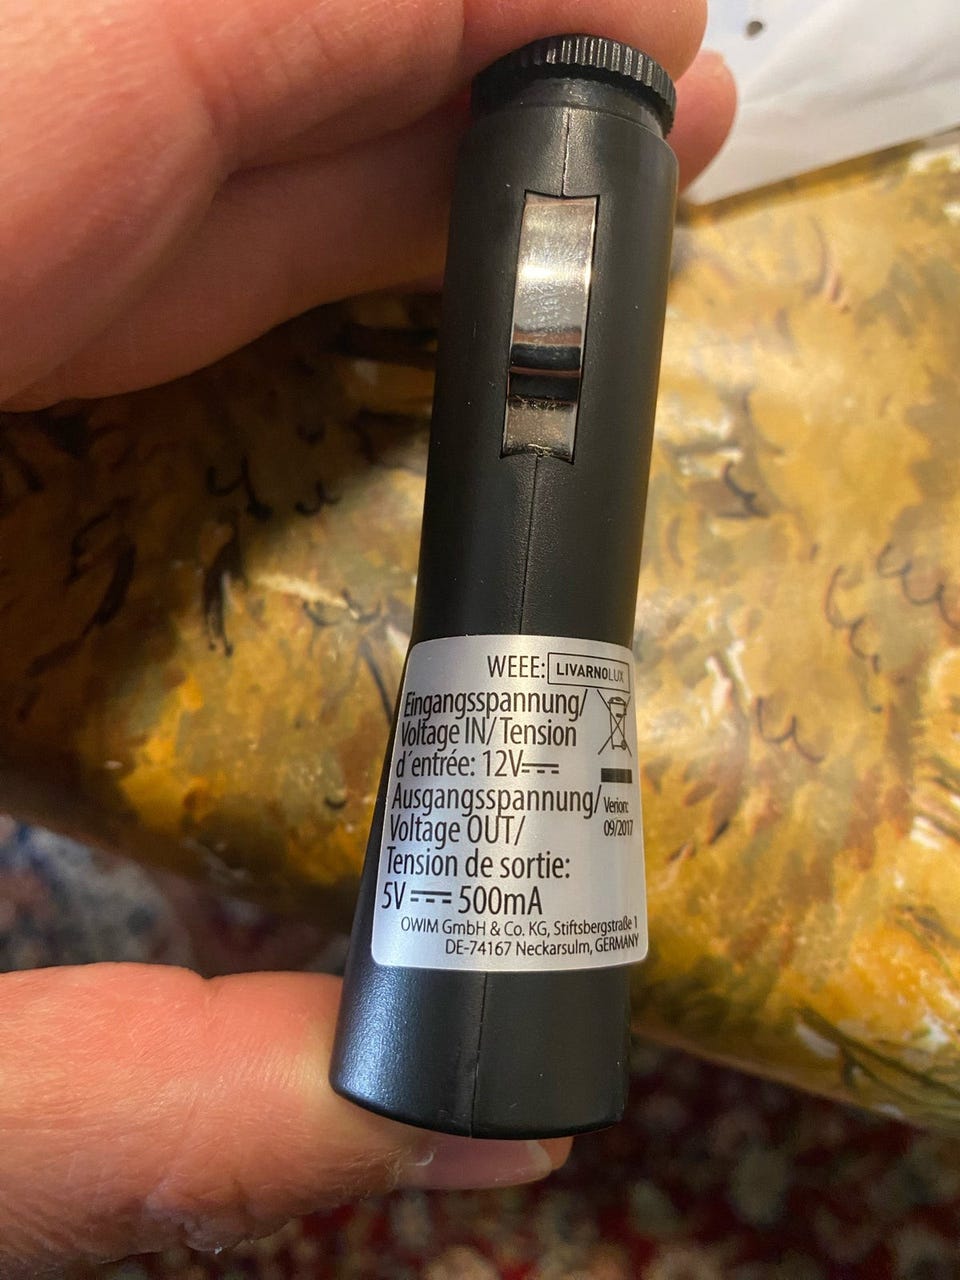 WEEE: LIVARNOLUX
Eingangsspannung/
Voltage IN/ Tension
d´entrée: 12V
Ausgangsspannung/
Voltage OUT/
Tension de sortie:
5V 500mA
Verion:
09/2017
OWIM GmbH & Co. KG, Stiftsbergstraße 1
DE-74167 Neckarsulm, GERMANY